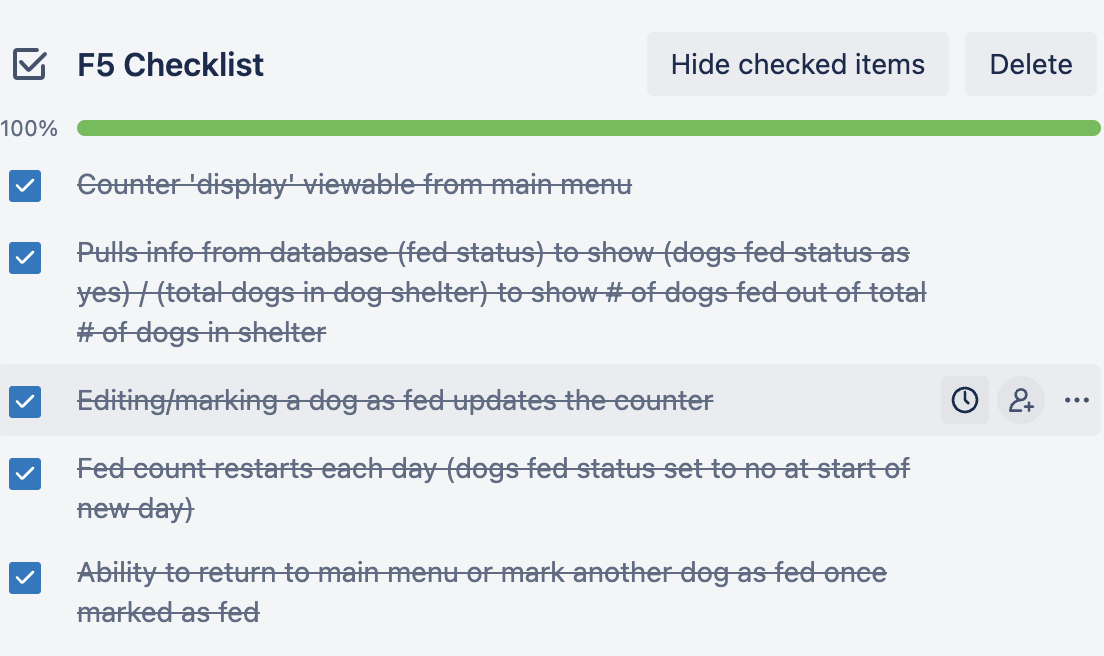 F5 Checklist
Hide checked items
Delete
100%
Counter 'display' viewable from main menu
Pulls info from database (fed status) to show (dogs fed status as
yes) / (total dogs in dog shelter) to show # of dogs fed out of total
# of dogs in shelter
Editing/marking a dog as fed updates the counter
Fed count restarts each day (dogs fed status set to no at start of
new day)
Ability to return to main menu or mark another dog as fed once
marked as fed